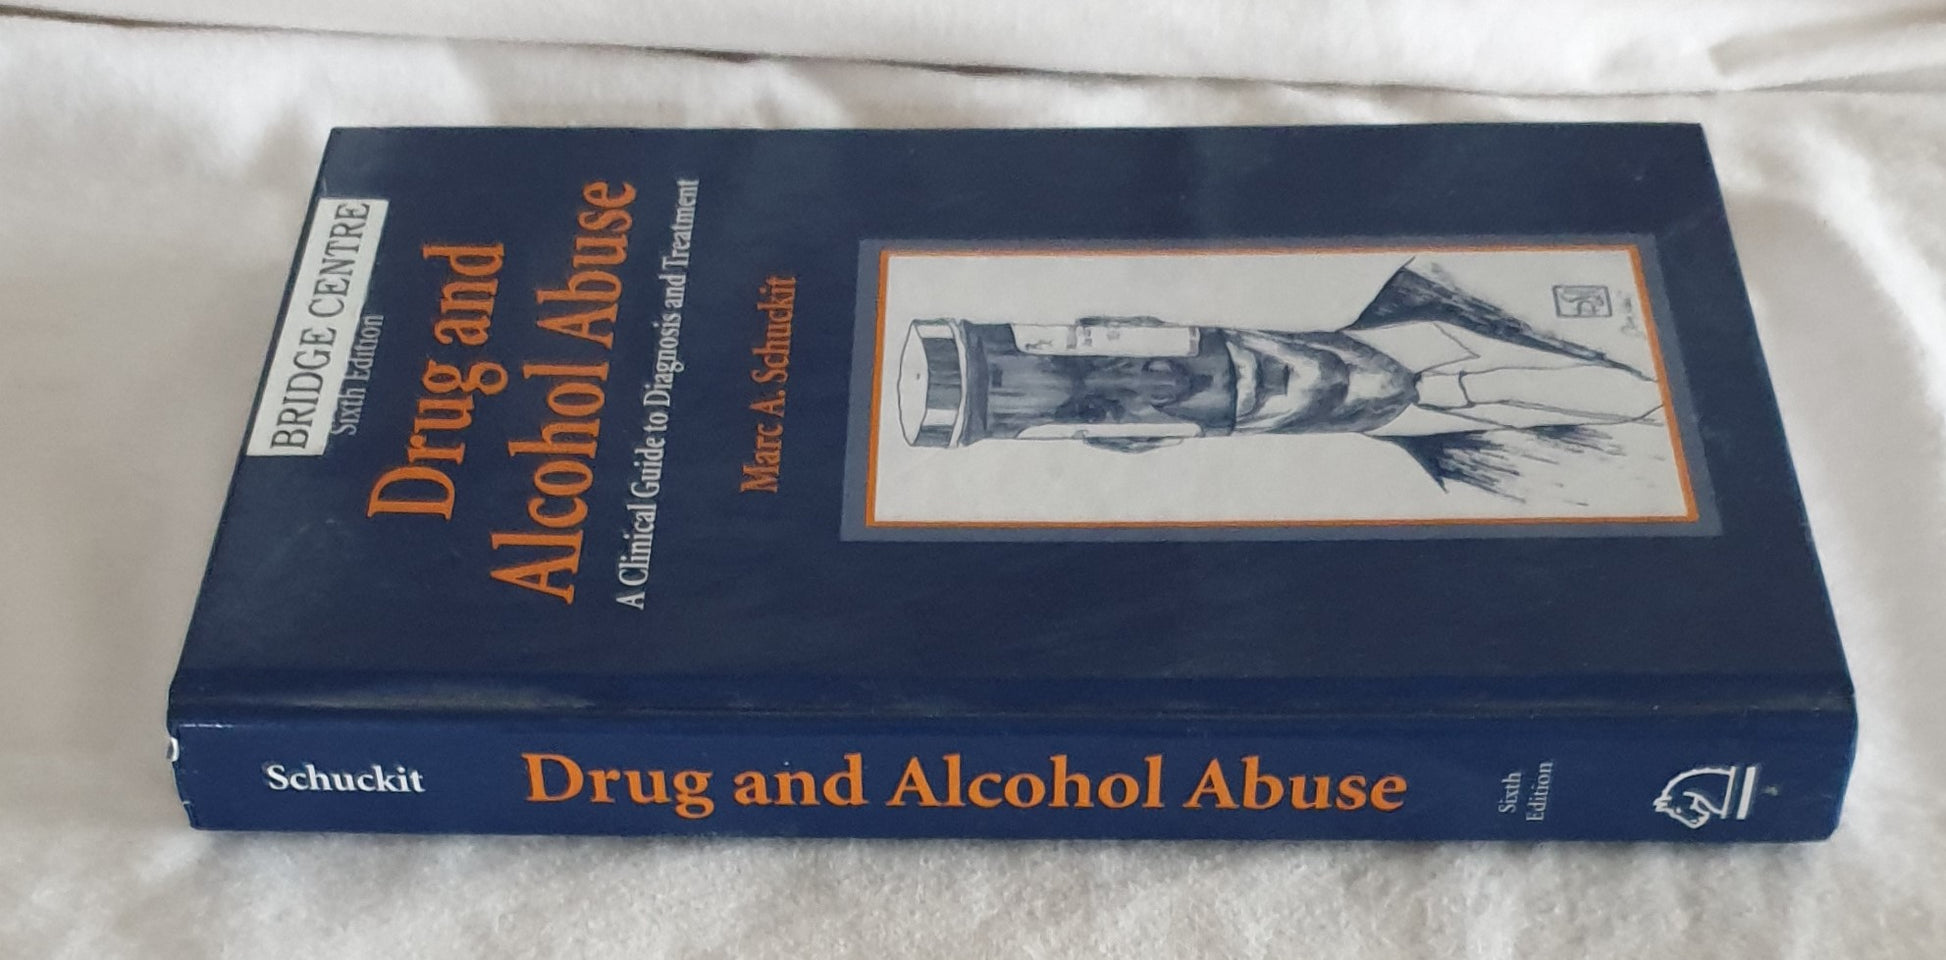 BRIDGE CENTRE
Sixth Edition
Drug and
Alcohol Abuse
A Clinical Guide to Diagnosis and Treatment
Marc A. Schuckit
Schuckit
Drug and Alcohol Abuse
Sixth
Edition